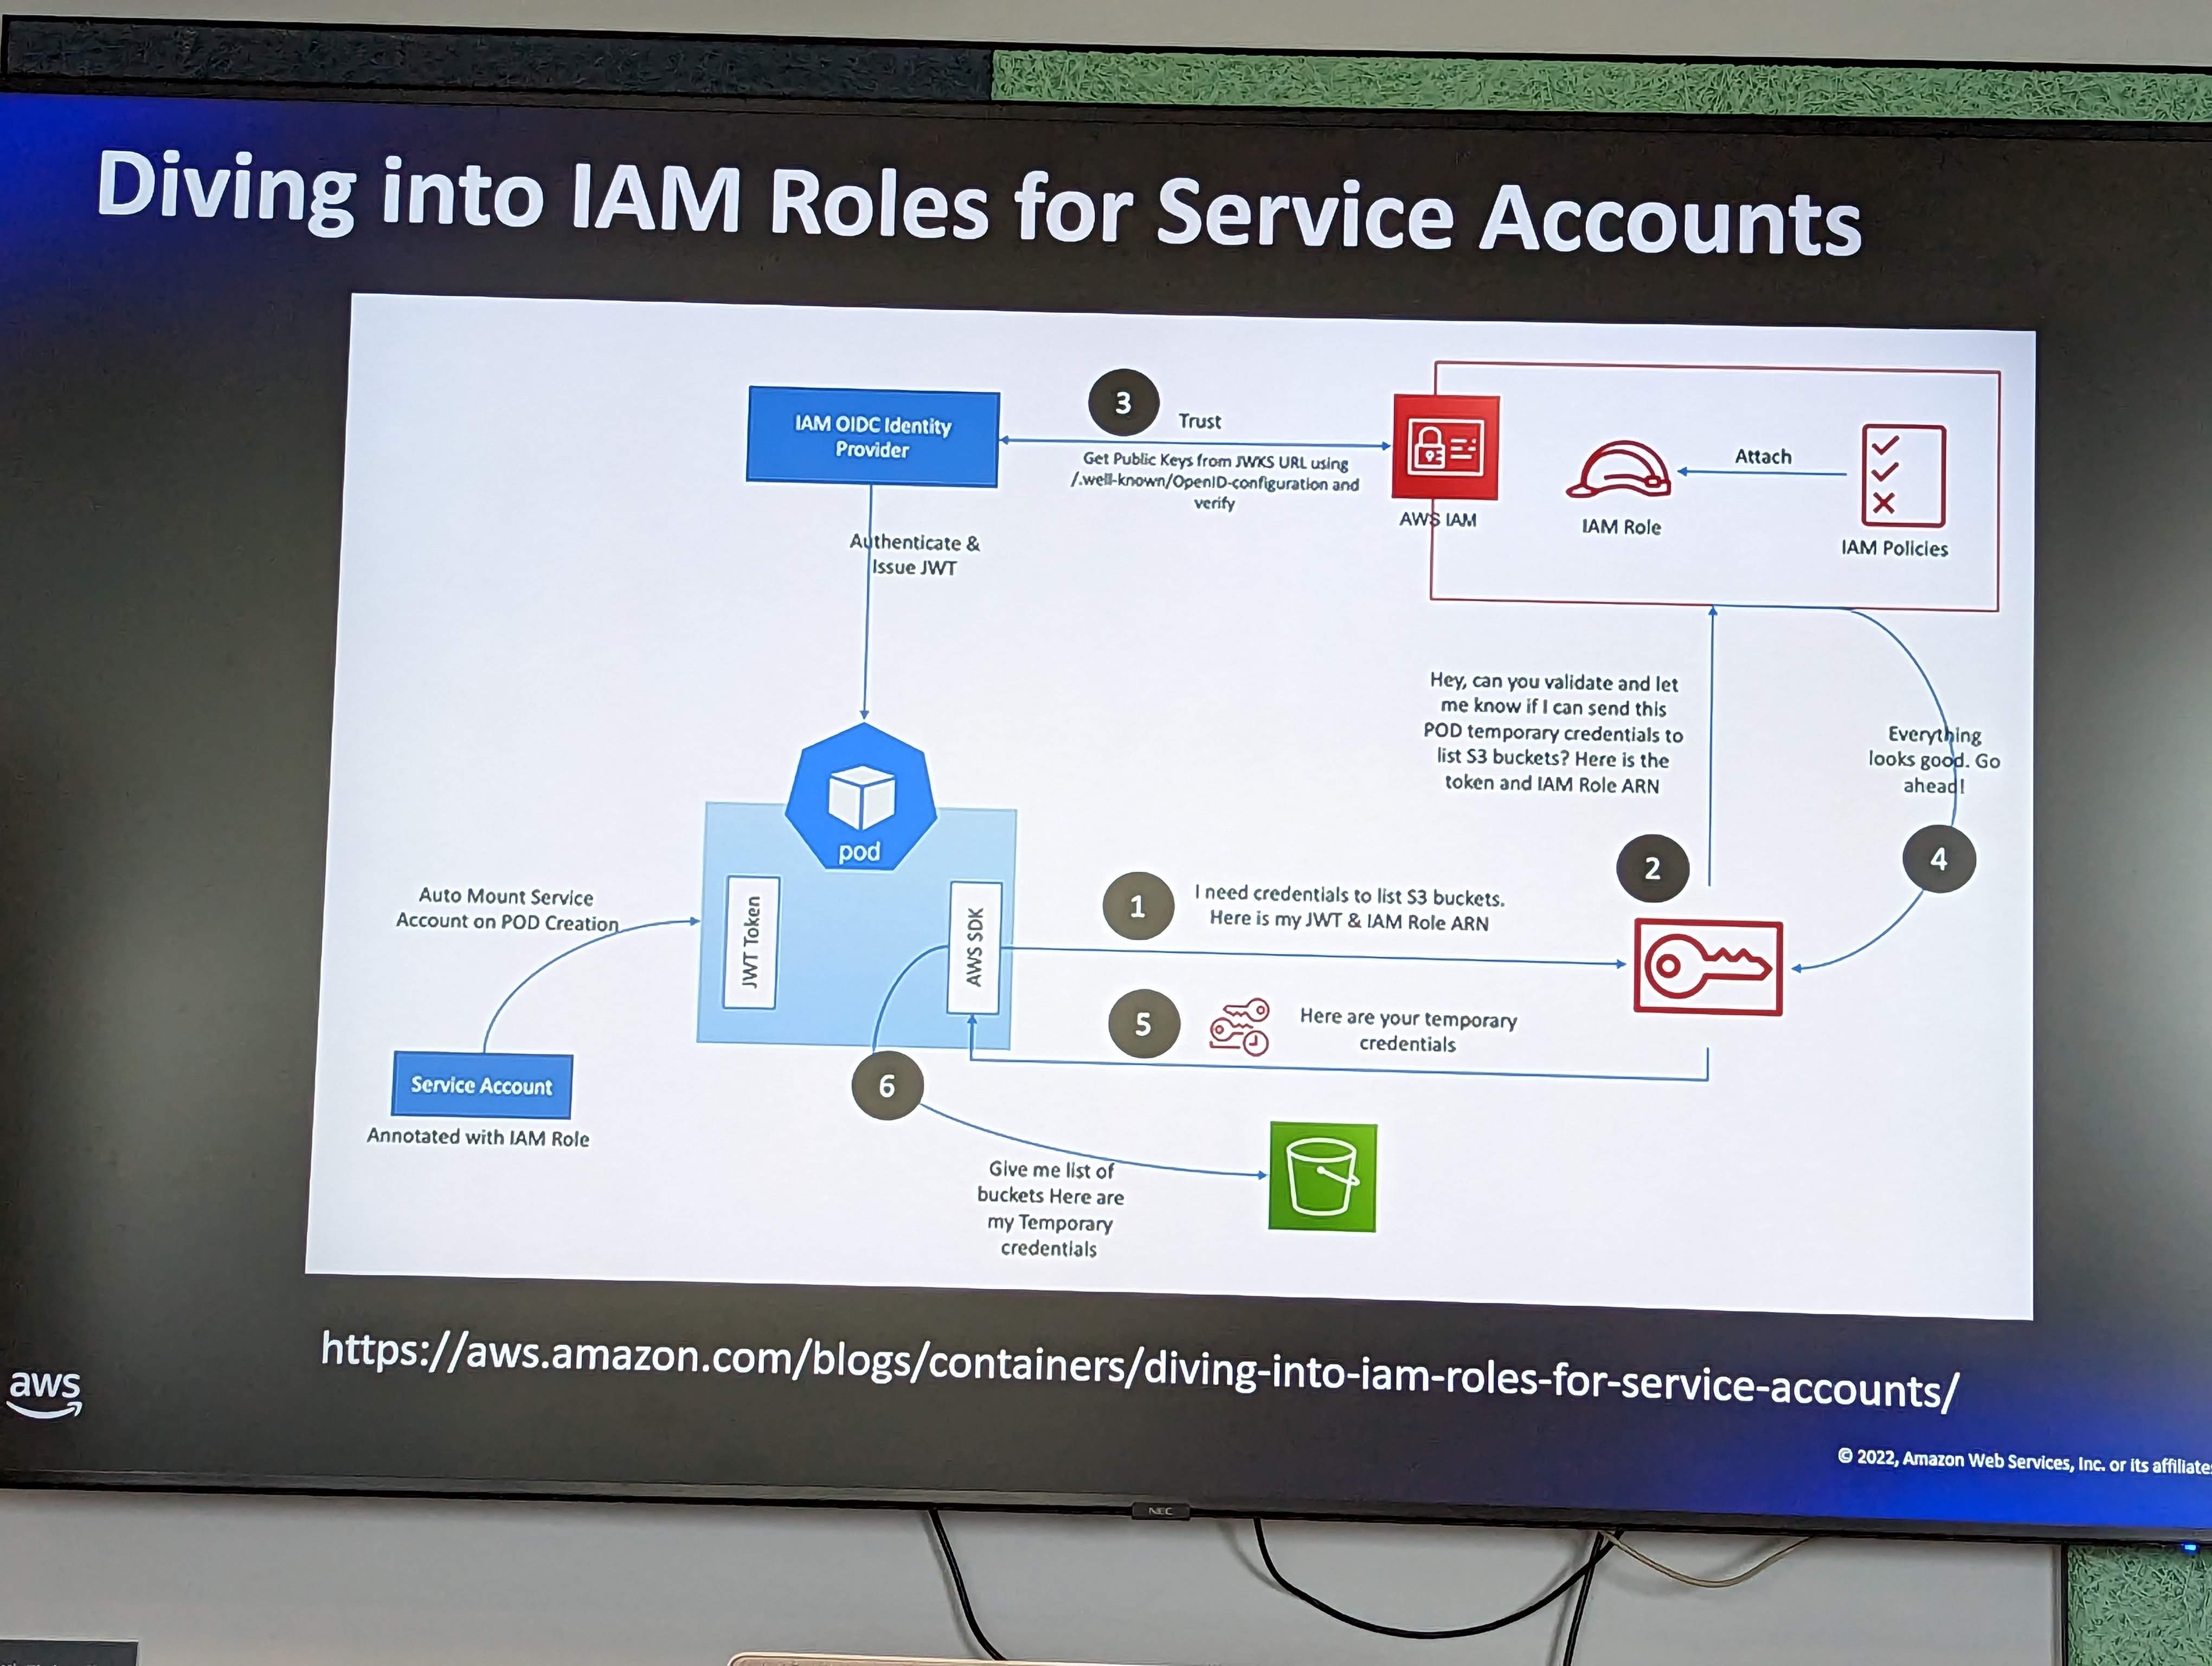 Diving into IAM Roles for Service Accounts
IAM OIDC Identity
Provider
3
Trust
Get Public Keys from JWKS URL using
/.well-known/OpenID-configuration and
verify
AWS IAM
IAM Role
Attach
IAM Policies
Authenticate &
Issue JWT
Hey, can you validate and let
me know if I can send this
POD temporary credentials to
list S3 buckets? Here is the
token and IAM Role ARN
Everything
looks good. Go
ahead!
2
4
pod
JWT Token
AWS SDK
Auto Mount Service
Account on POD Creation
1
I need credentials to list S3 buckets.
Here is my JWT & IAM Role ARN
5
Here are your temporary
credentials
Service Account
Annotated with IAM Role
6
Give me list of
buckets Here are
my Temporary
credentials
https://aws.amazon.com/blogs/containers/diving-into-iam-roles-for-service-accounts/
aws
© 2022, Amazon Web Services, Inc. or its affiliates
NEC